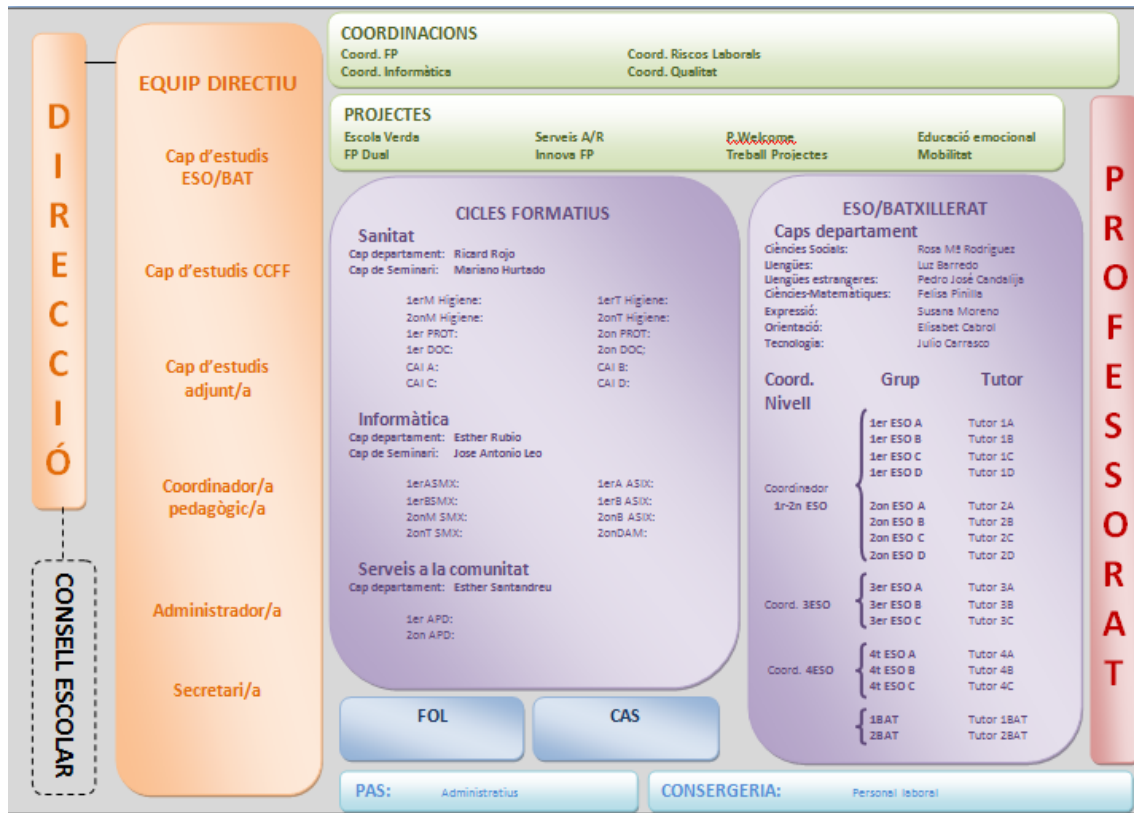 DIRECCIÓ
CONSELL ESCOLAR
EQUIP DIRECTIU
Cap d'estudis
ESO/BAT
Cap d'estudis CCFF
Cap d'estudis
adjunt/a
Coordinador/a
pedagògic/a
Administrador/a
Secretari/a
COORDINACIONS
Coord. FP Coord. Riscos Laborals
Coord. Informàtica Coord. Qualitat
PROJECTES
Escola Verda Serveis A/R P.Welcome Educació emocional
FP Dual Innova FP Treball Projectes Mobilitat
CICLES FORMATIUS
Sanitat
Cap departament: Ricard Rojo
Cap de Seminari: Mariano Hurtado
1erM Higiene: 1erT Higiene:
2onM Higiene: 2onT Higiene:
1er PROT: 2on PROT:
1er DOC: 2on DOC;
CAI A: CAI B:
CAI C: CAI D:
Informàtica
Cap departament: Esther Rubio
Cap de Seminari: Jose Antonio Leo
1erASMX: 1erA ASIX:
1erBSMX: 1erB ASIX:
2onM SMX: 2onB ASIX:
2onT SMX: 2onDAM:
Serveis a la comunitat
Cap departament: Esther Santandreu
1er APD:
2on APD:
ESO/BATXILLERAT
Caps departament
Ciències Socials: Rosa Mª Rodriguez
Llengües: Luz Barredo
Llengües estrangeres: Pedro José Candalija
Ciències-Matemàtiques: Felisa Pinilla
Expressió: Susana Moreno
Orientació: Elisabet Cabrol
Tecnologia: Julio Carrasco
Coord. Grup Tutor
Nivell
1er ESO A Tutor 1A
1er ESO B Tutor 1B
1er ESO C Tutor 1C
1er ESO D Tutor 1D
Coordinador
1r-2n ESO
2on ESO A Tutor 2A
2on ESO B Tutor 2B
2on ESO C Tutor 2C
2on ESO D Tutor 2D
3er ESO A Tutor 3A
Coord. 3ESO 3er ESO B Tutor 3B
3er ESO C Tutor 3C
4t ESO A Tutor 4A
Coord. 4ESO 4t ESO B Tutor 4B
4t ESO C Tutor 4C
1BAT Tutor 1BAT
2BAT Tutor 2BAT
FOL
CAS
PAS: Administratius
CONSERGERIA: Personal laboral
PROFESSORAT